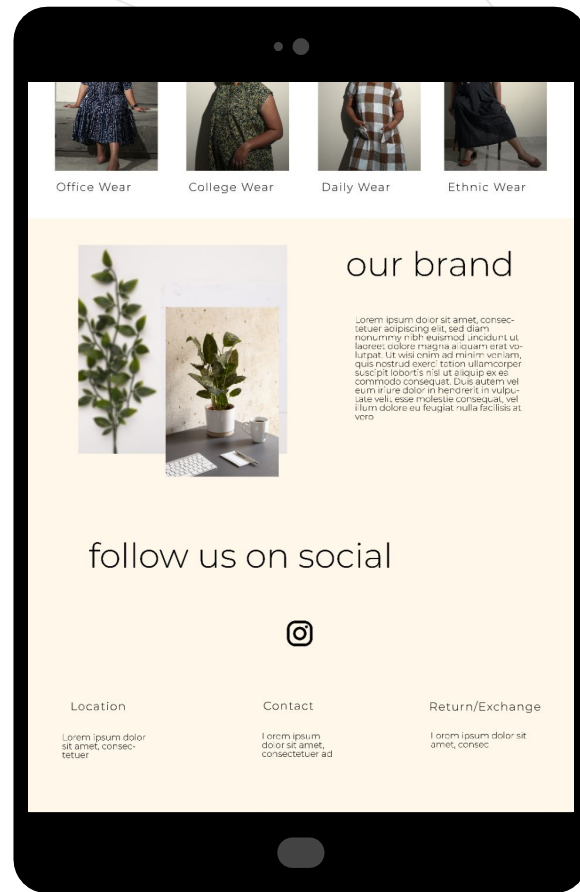 Office Wear
College Wear
Daily Wear
Ethnic Wear
our brand
Lorem ipsum dolor sit amet, consec-
tetuer adipiscing elit, sed diam
nonummy nibh euismod tincidunt ut
laoreet dolore magna aliquam erat vo-
lutpat. Ut wisi enim ad minim veniam,
quis nostrud exerci tation ullamcorper
suscipit lobortis nisl ut aliquip ex ea
commodo consequat. Duis autem vel
eum iriure dolor in hendrerit in vulpu-
tate velit esse molestie consequat, vel
illum dolore eu feugiat nulla facilisis at
vero
follow us on social
Location
Contact
Return/Exchange
Lorem ipsum dolor
sit amet, consec-
tetuer
Lorem ipsum
dolor sit amet,
consectetuer ad
Lorem ipsum dolor sit
amet, consec